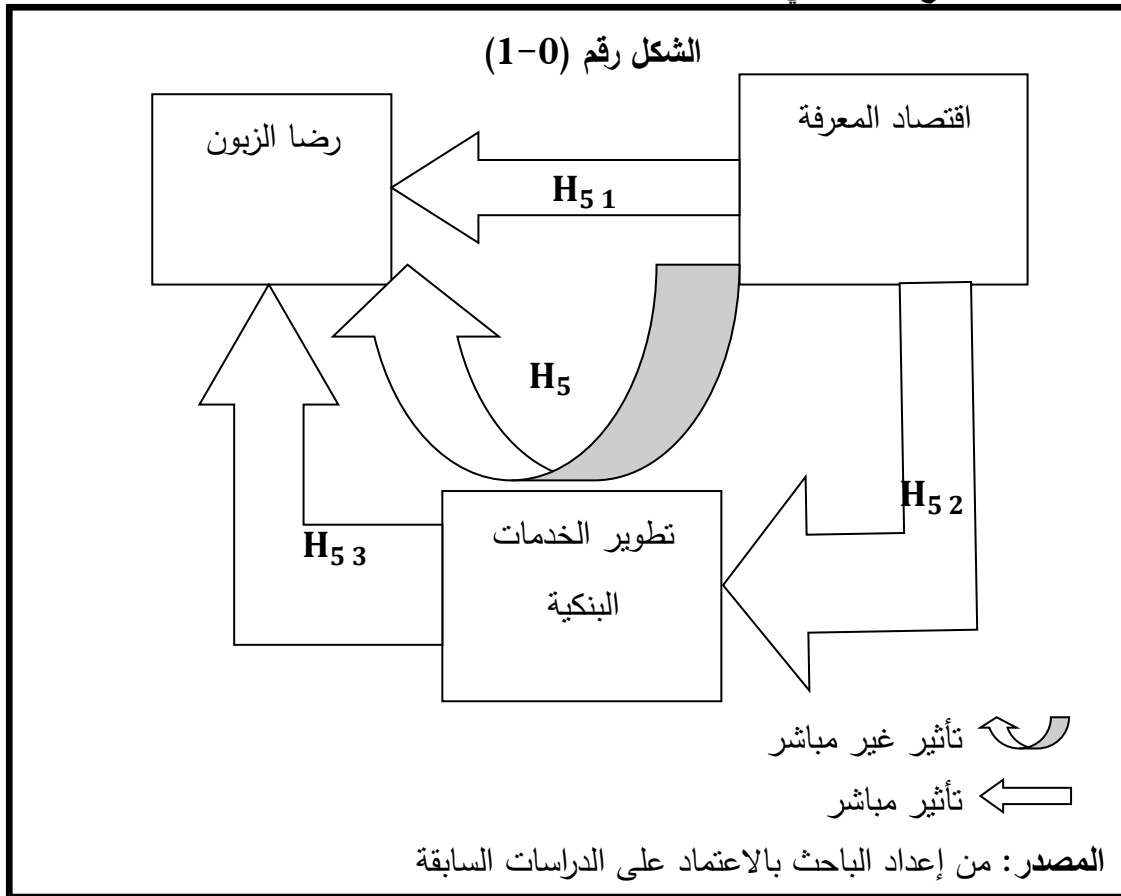 الشكل رقم (0-1)
اقتصاد المعرفة
رضا الزبون
H5 1
H5
H5 2
تطوير الخدمات
البنكية
H5 3
تأثير غير مباشر
تأثير مباشر
المصدر: من إعداد الباحث بالاعتماد على الدراسات السابقة